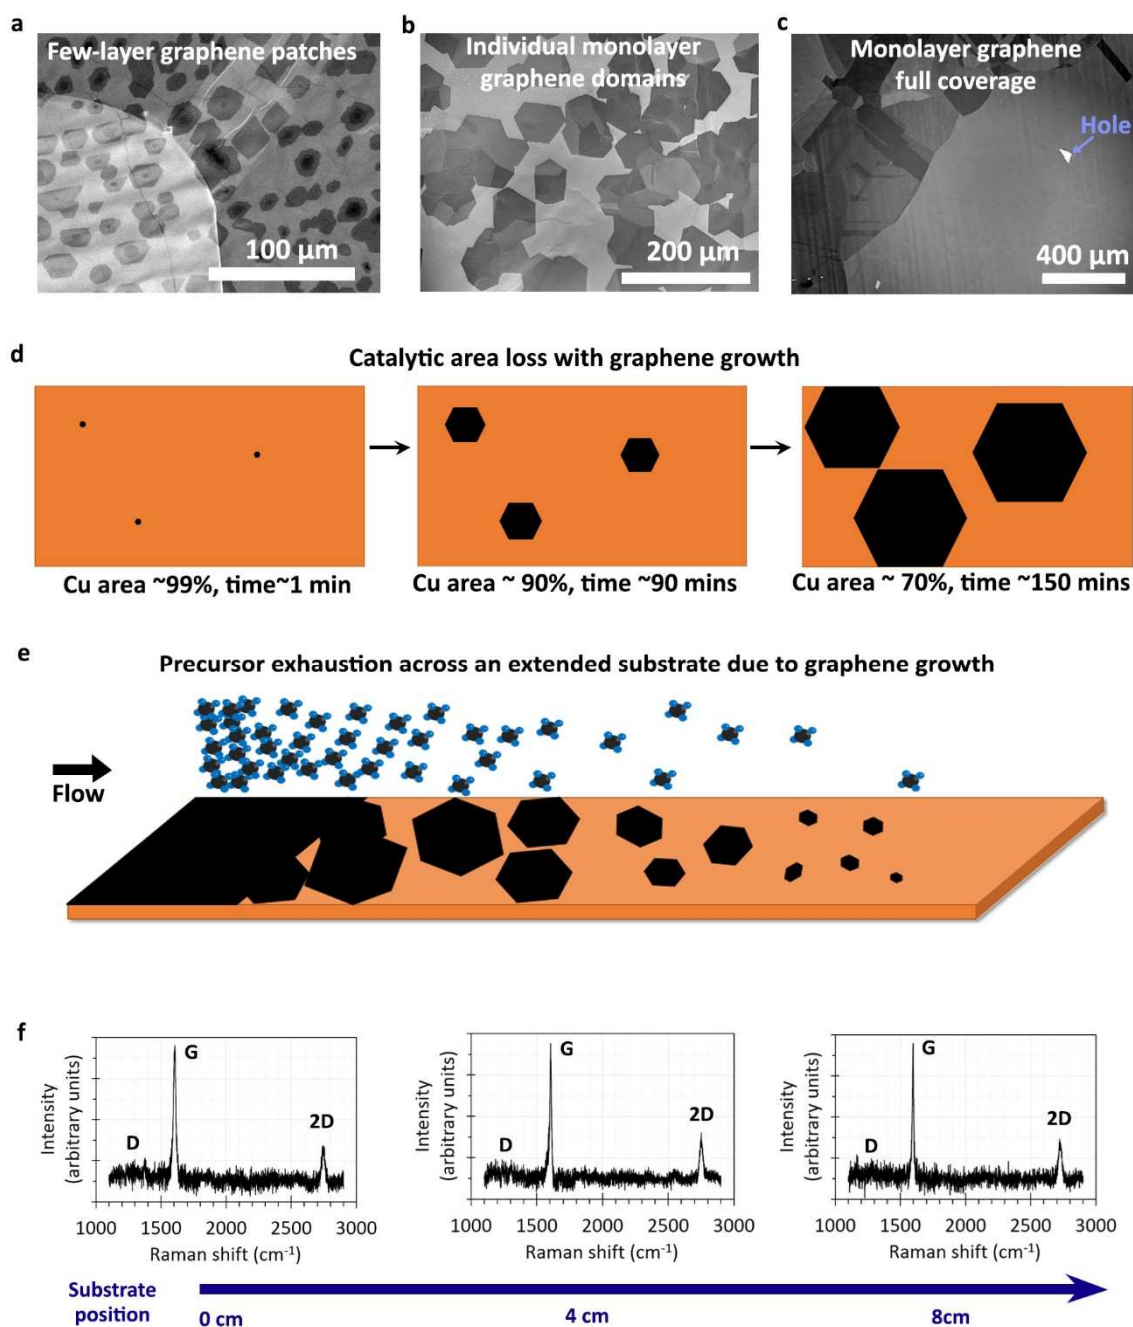 a
Few-layer graphene patches
100 µm
b
Individual monolayer
graphene domains
200 µm
c
Monolayer graphene
full coverage
Hole
400 µm
d
Catalytic area loss with graphene growth
Cu area ~99%, time~1 min
Cu area ~ 90%, time ~90 mins
Cu area ~ 70%, time ~150 mins
e
Precursor exhaustion across an extended substrate due to graphene growth
Flow
f
Intensity
(arbitrary units)
D
G
2D
1000 1500 2000 2500 3000
Raman shift (cm⁻¹)
Intensity
(arbitrary units)
D
G
2D
1000 1500 2000 2500 3000
Raman shift (cm⁻¹)
Intensity
(arbitrary units)
D
G
2D
1000 1500 2000 2500 3000
Raman shift (cm⁻¹)
Substrate
position
0 cm
4 cm
8cm